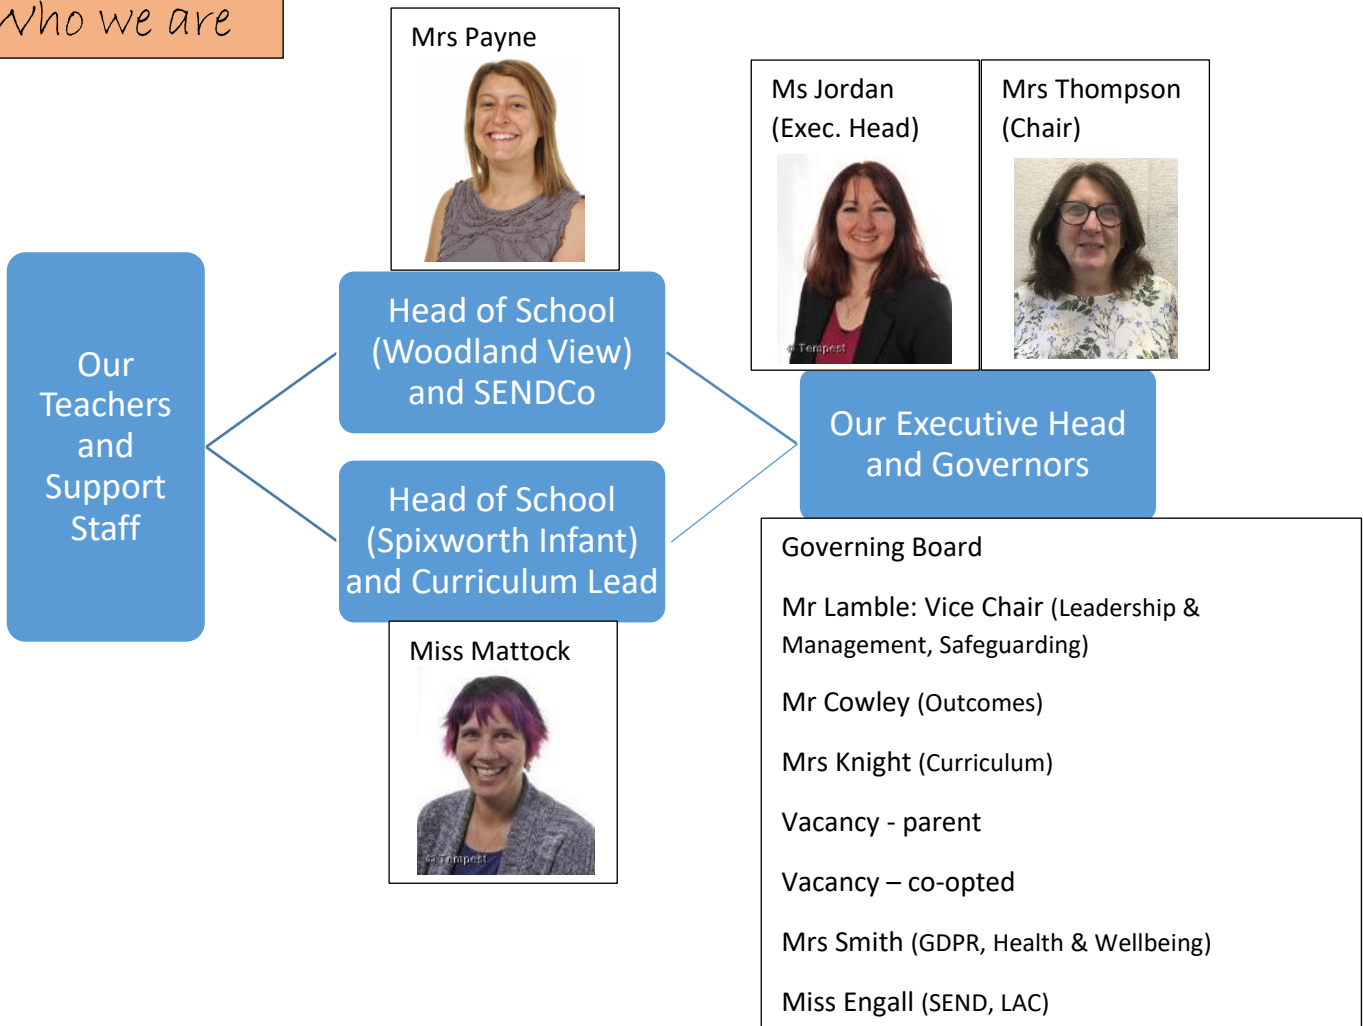 Who we are
Mrs Payne
Ms Jordan
(Exec. Head)
Mrs Thompson
(Chair)
© Tempest
Our
Teachers
and
Support
Staff
Head of School
(Woodland View)
and SENDCo
Our Executive Head
and Governors
Head of School
(Spixworth Infant)
and Curriculum Lead
Miss Mattock
© Tempest
Governing Board
Mr Lamble: Vice Chair (Leadership &
Management, Safeguarding)
Mr Cowley (Outcomes)
Mrs Knight (Curriculum)
Vacancy - parent
Vacancy – co-opted
Mrs Smith (GDPR, Health & Wellbeing)
Miss Engall (SEND, LAC)